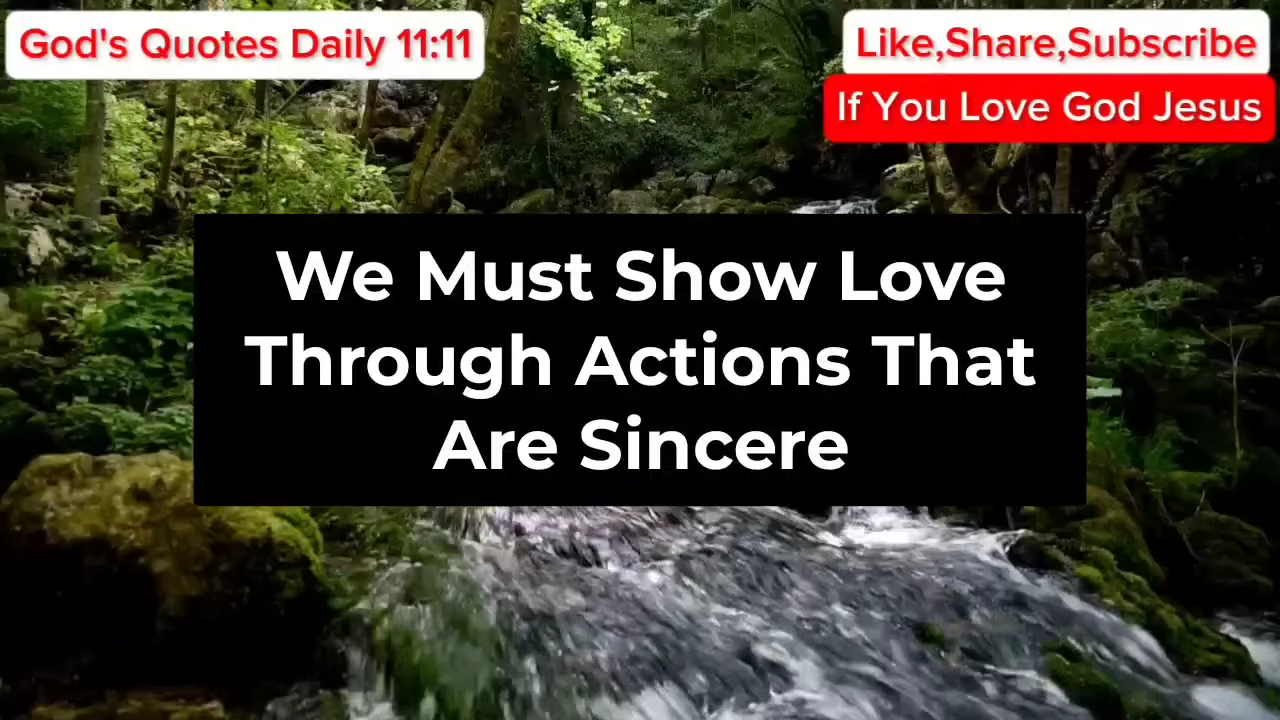 God's Quotes Daily 11:11
Like,Share,Subscribe
If You Love God Jesus
We Must Show Love
Through Actions That
Are Sincere